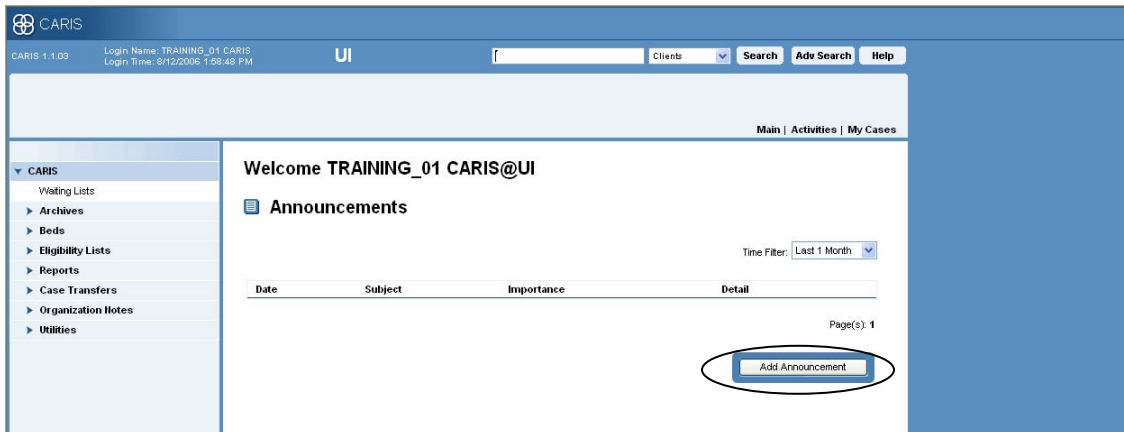 CARIS
CARIS 1.1.03
Login Name: TRAINING_01 CARIS
Login Time: 8/12/2006 1:58:48 PM
UI
Clients
Search
Adv Search
Help
Main | Activities | My Cases
CARIS
Waiting Lists
Archives
Beds
Eligibility Lists
Reports
Case Transfers
Organization Notes
Utilities
Welcome TRAINING_01 CARIS@UI
Announcements
Time Filter: Last 1 Month
Date Subject Importance Detail
Page(s): 1
Add Announcement